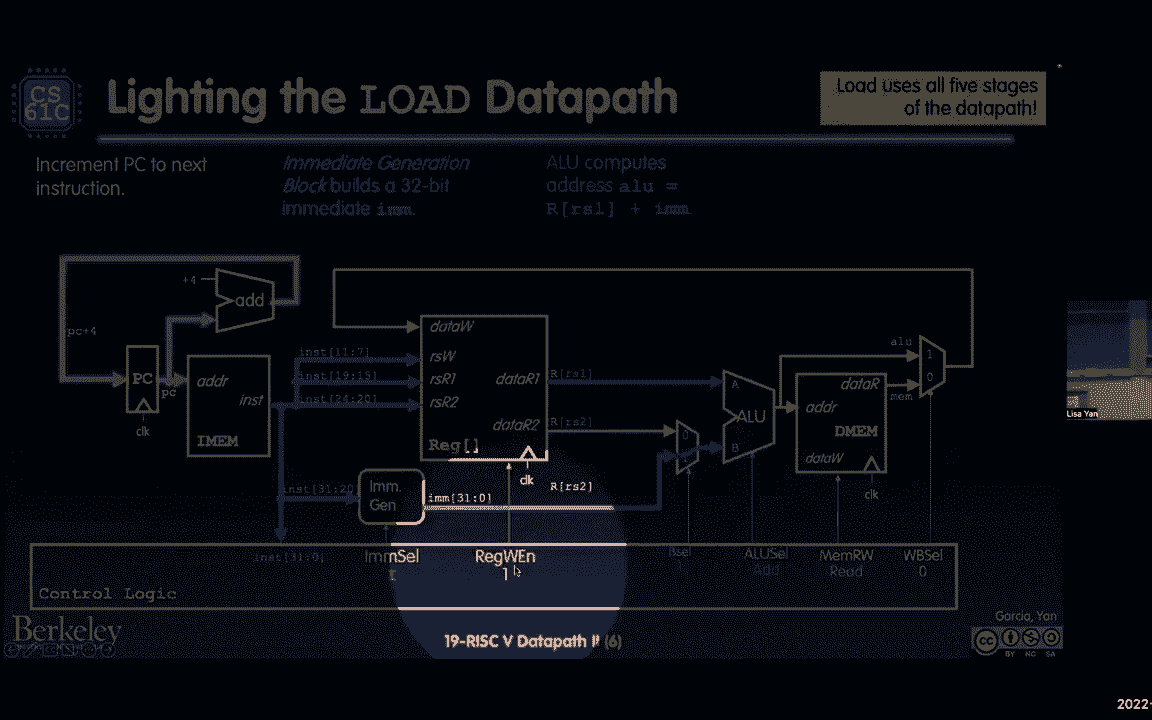 CS
61C
Lighting the LOAD Datapath
Load uses all five stages
of the datapath!
Increment PC to next
instruction.
Immediate Generation
Block builds a 32-bit
immediate imm.
ALU computes
address alu =
R[rs1] + imm
+4
add
pc+4
PC
pc
clk
addr
inst
IMEM
inst[11:7]
inst[19:15]
inst[24:20]
inst[31:20]
inst[31:0]
dataW
rsW
rsR1
rsR2
dataR1
dataR2
Reg[]
clk
R[rs1]
R[rs2]
R[rs2]
Imm.
Gen
imm[31:0]
0
A
B
ALU
addr
dataR
DMEM
dataW
clk
alu
mem
1
0
ImmSel
I
RegWEn
1
Bsel
1
ALUSel
Add
MemRW
Read
WBSel
0
Control Logic
Berkeley
19-RISC V Datapath II (6)
Garcia, Yan
cc
BY NC SA
Lisa Yan
2022-